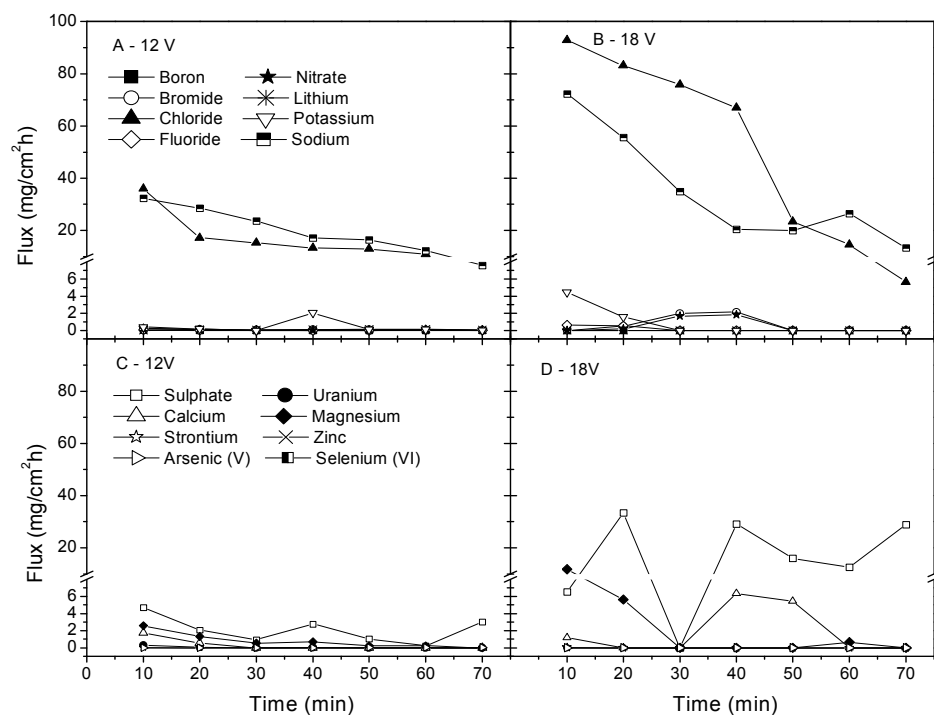 A - 12 V
Boron
Bromide
Chloride
Fluoride
Nitrate
Lithium
Potassium
Sodium
100
80
60
40
20
6
4
2
0
Flux (mg/cm²h)
B - 18 V
C - 12V
Sulphate
Calcium
Strontium
Arsenic (V)
Uranium
Magnesium
Zinc
Selenium (VI)
80
60
40
20
6
4
2
0
Flux (mg/cm²h)
D - 18V
0 10 20 30 40 50 60 70
10 20 30 40 50 60 70
Time (min)
Time (min)